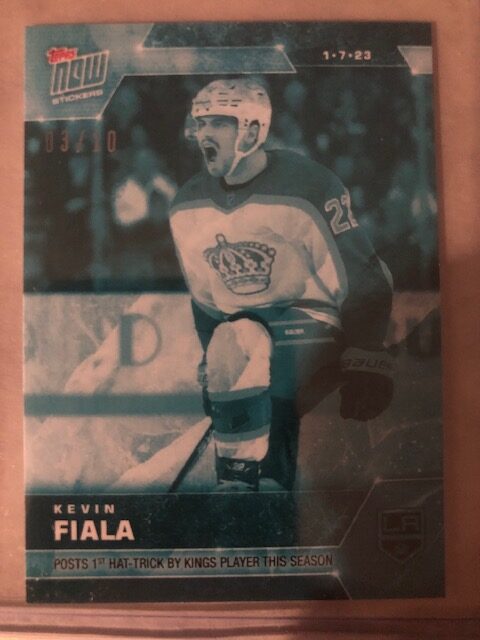 Topps
NOW
STICKERS
1•7•23
03/10
22
D
BAUER
KEVIN
FIALA
LA
POSTS 1ST HAT-TRICK BY KINGS PLAYER THIS SEASON